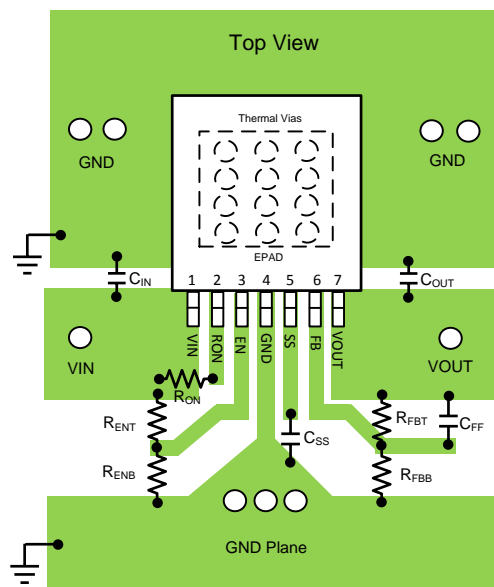 Top View
Thermal Vias
GND
GND
EPAD
1 2 3 4 5 6 7
CIN
COUT
VIN
RON
EN
GND
SS
FB
VOUT
VIN
VOUT
RON
RENT
RFBT
CFF
CSS
RENB
RFBB
GND Plane